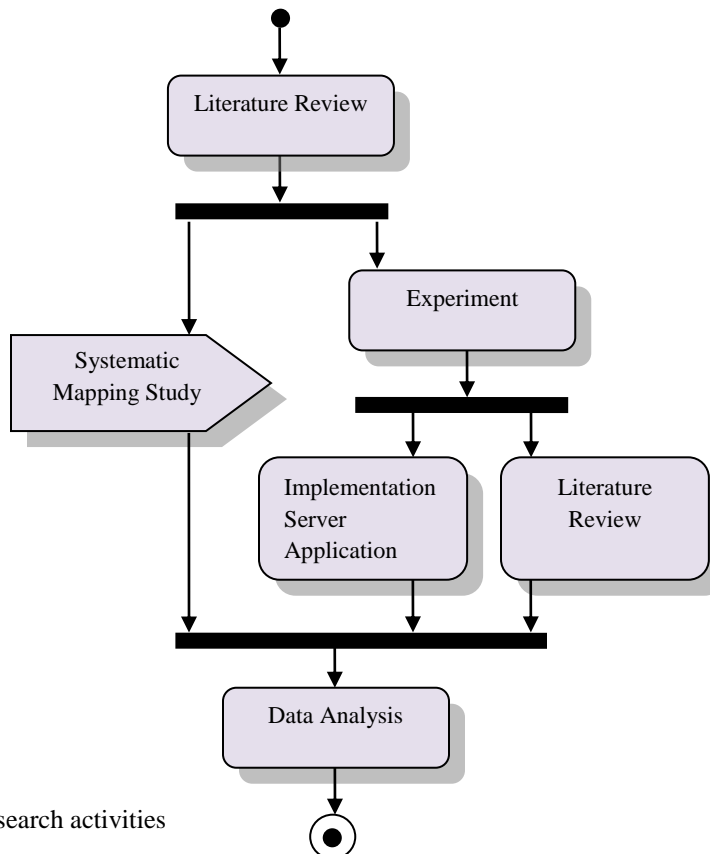 Literature Review
Experiment
Systematic
Mapping Study
Implementation
Server
Application
Literature
Review
Data Analysis
search activities